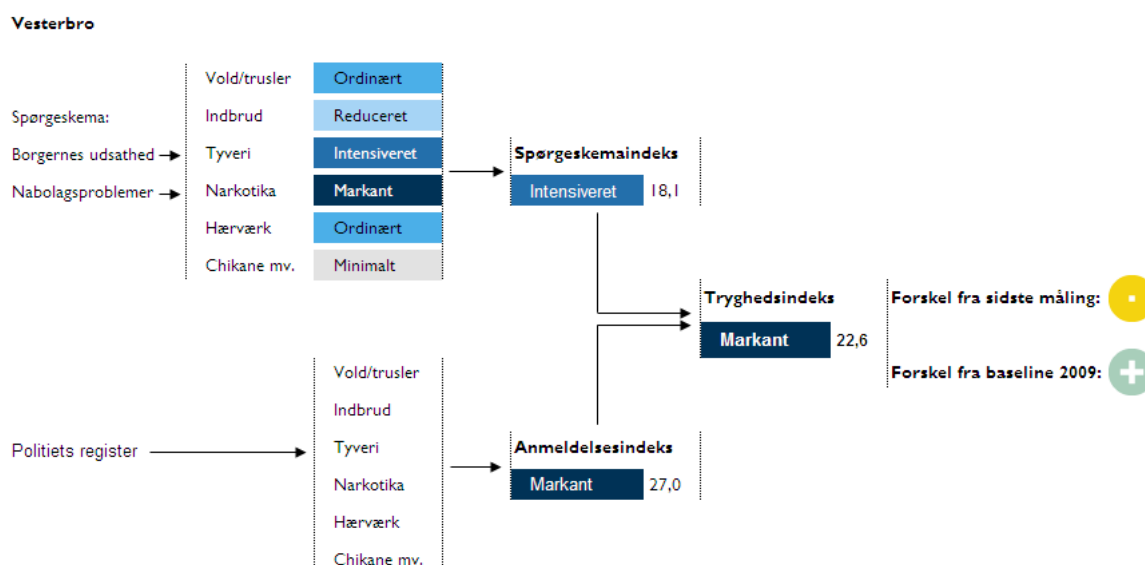 Vesterbro
Vold/trusler Ordinært
Spørgeskema: Indbrud Reduceret
Borgernes udsathed Tyveri Intensiveret
Nabolagsproblemer Narkotika Markant
Hærværk Ordinært
Chikane mv. Minimalt
Spørgeskemaindeks
Intensiveret 18,1
Tryghedsindeks
Markant 22,6
Forskel fra sidste måling:
Forskel fra baseline 2009:
Politiets register
Vold/trusler
Indbrud
Tyveri
Narkotika
Hærværk
Chikane mv.
Anmeldelsesindeks
Markant 27,0